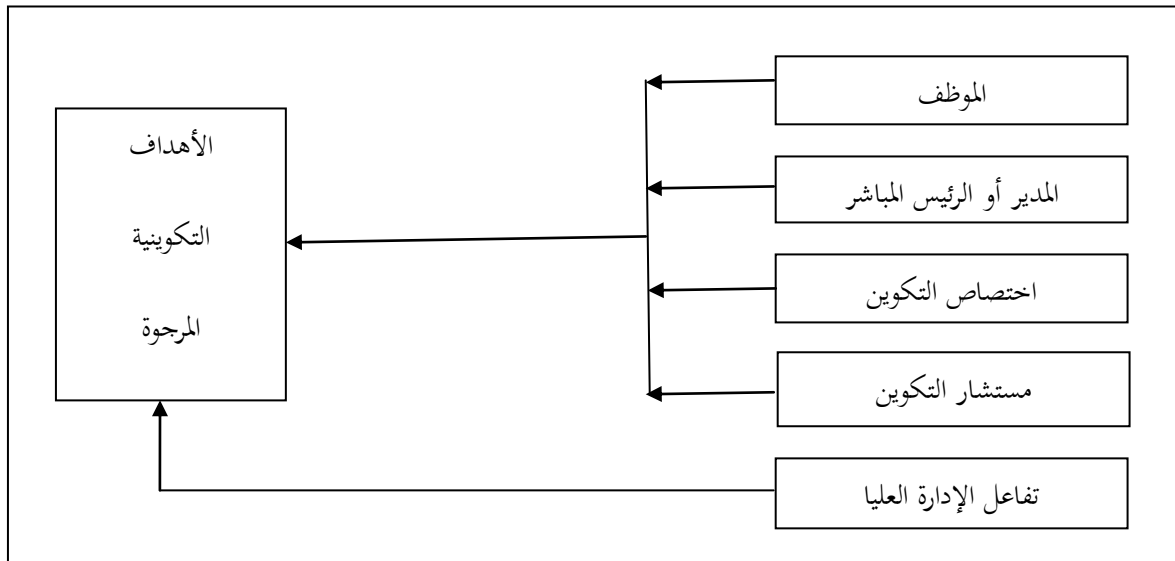 الموظف
المدير أو الرئيس المباشر
اختصاص التكوين
مستشار التكوين
تفاعل الإدارة العليا
الأهداف
التكوينية
المرجوة